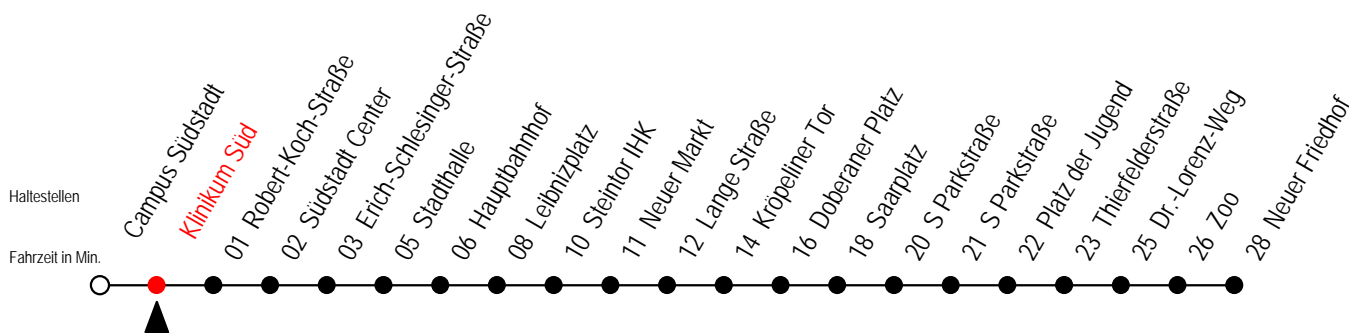 Haltestellen
Fahrzeit in Min.
Campus Südstadt
Klinikum Süd
01 Robert-Koch-Straße
02 Südstadt Center
03 Erich-Schlesinger-Straße
05 Stadthalle
06 Hauptbahnhof
08 Leibnizplatz
10 Steintor IHK
11 Neuer Markt
12 Lange Straße
14 Kröpeliner Tor
16 Doberaner Platz
18 Saarplatz
20 S Parkstraße
21 S Parkstraße
22 Platz der Jugend
23 Thierfelderstraße
25 Dr.-Lorenz-Weg
26 Zoo
28 Neuer Friedhof